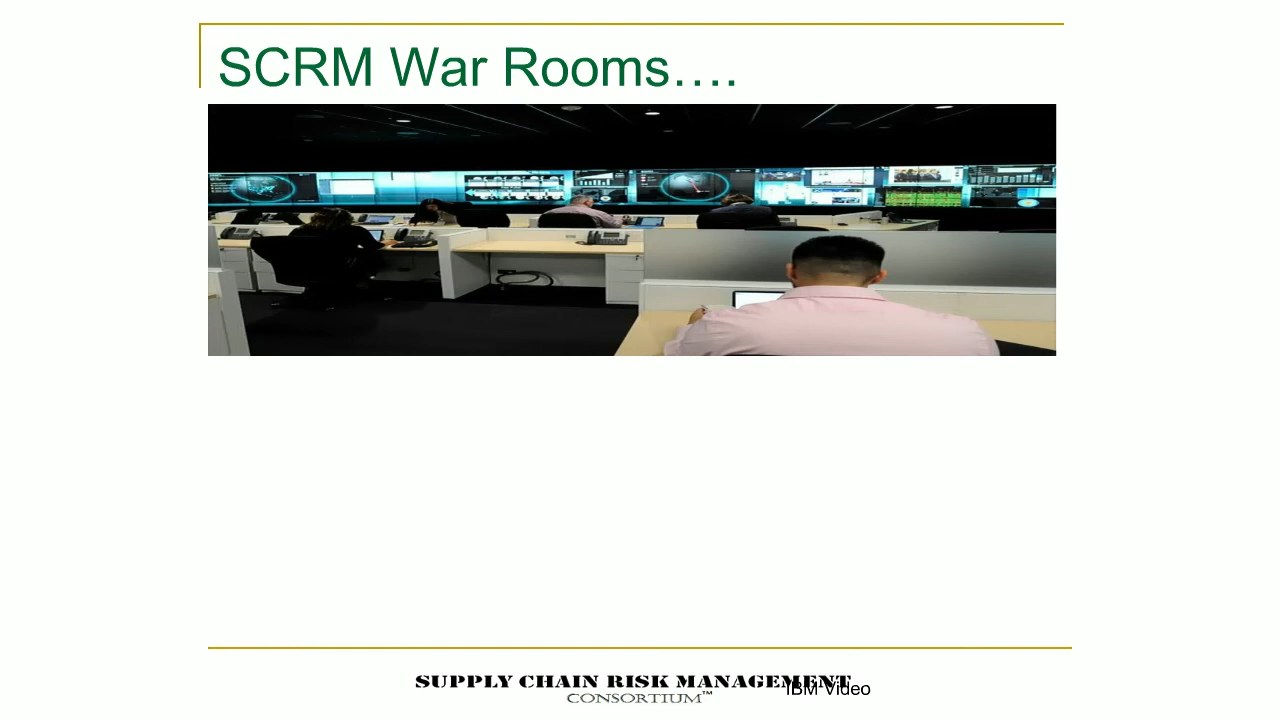 SCRM War Rooms….
SUPPLY CHAIN RISK MANAGEMENT
CONSORTIUM™
IBM Video